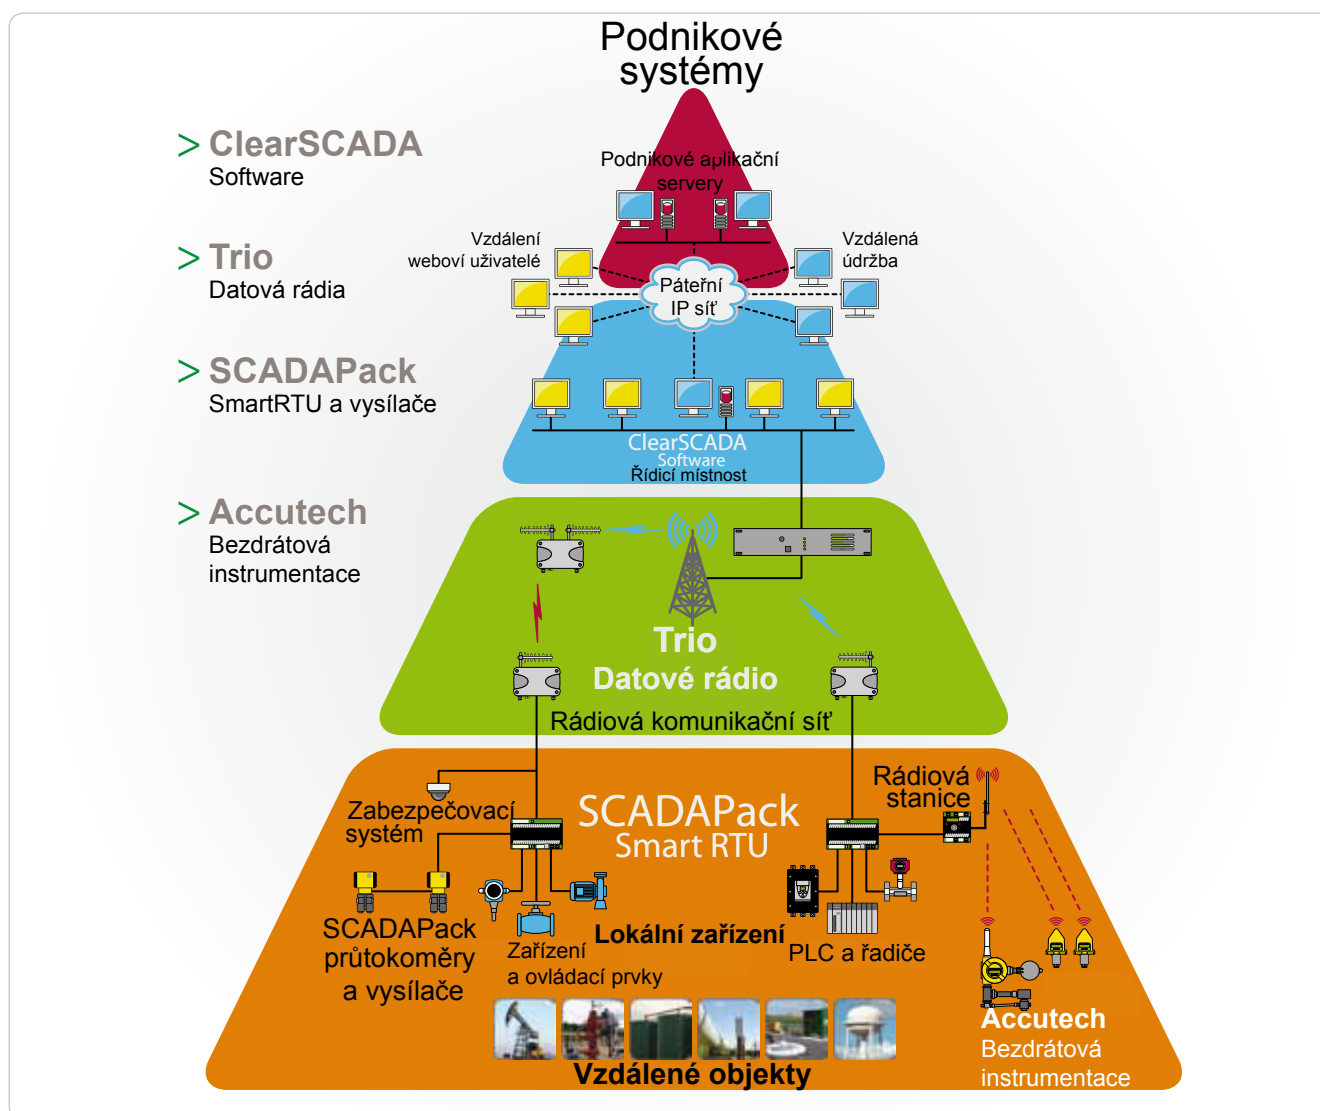 Podnikové
systémy
> ClearSCADA
Software
> Trio
Datová rádia
> SCADAPack
SmartRTU a vysílače
> Accutech
Bezdrátová
instrumentace
Podnikové aplikační
servery
Vzdálení
weboví uživatelé
Vzdálená
údržba
Páteřní
IP síť
ClearSCADA
Software
Řídicí místnost
Trio
Datové rádio
Rádiová komunikační síť
Rádiová
stanice
Zabezpečovací
systém
SCADAPack
Smart RTU
SCADAPack
průtokoměry
a vysílače
Zařízení
a ovládací prvky
Lokální zařízení
PLC a řadiče
Accutech
Bezdrátová
instrumentace
Vzdálené objekty